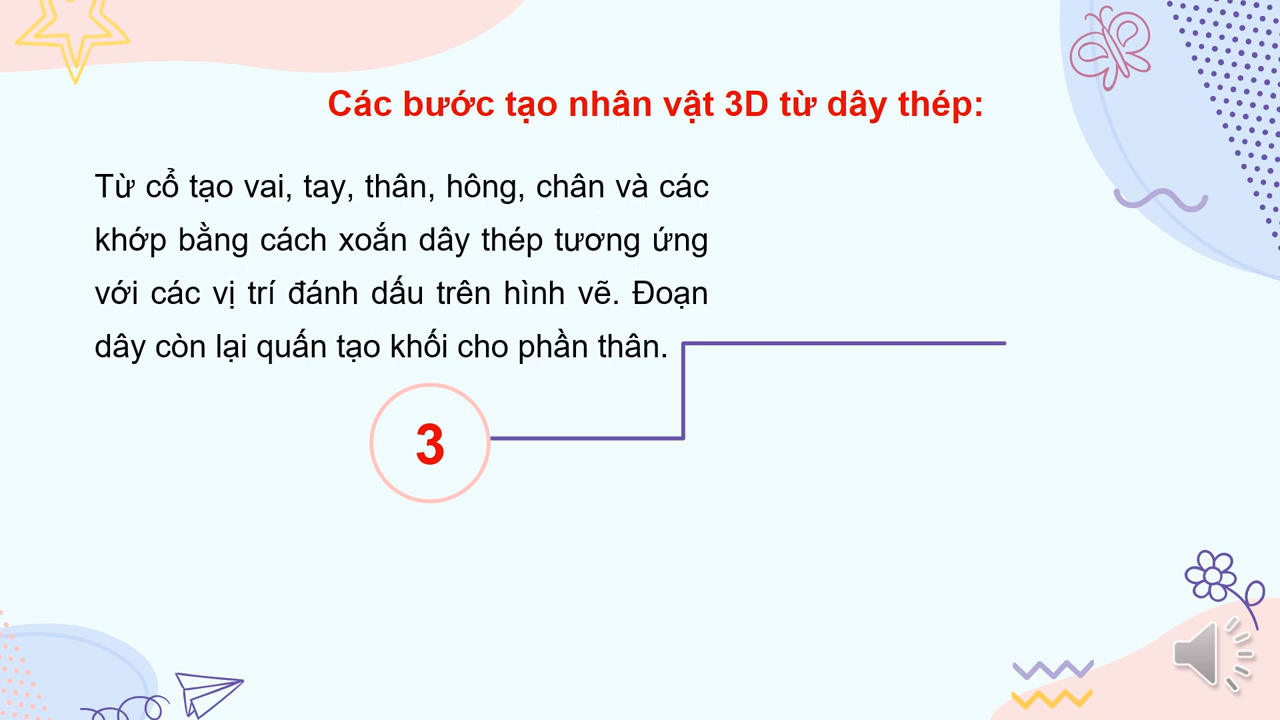 Các bước tạo nhân vật 3D từ dây thép:
Từ cổ tạo vai, tay, thân, hông, chân và các
khớp bằng cách xoắn dây thép tương ứng
với các vị trí đánh dấu trên hình vẽ. Đoạn
dây còn lại quấn tạo khối cho phần thân.
3